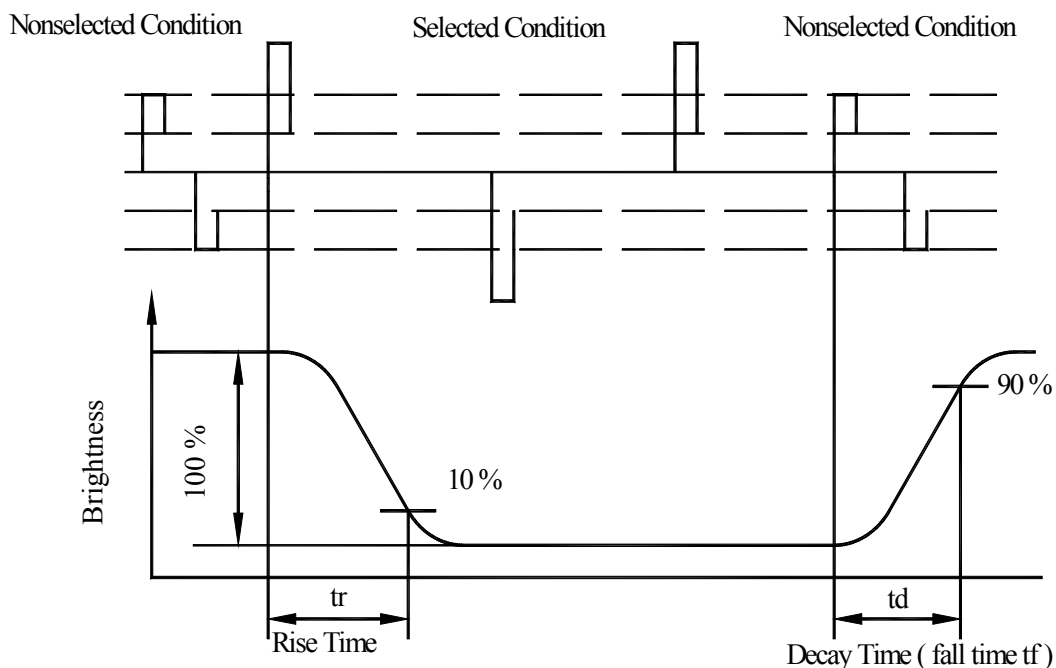 Nonselected Condition
Selected Condition
Nonselected Condition
Brightness
100 %
10 %
90 %
tr
Rise Time
td
Decay Time ( fall time tf )